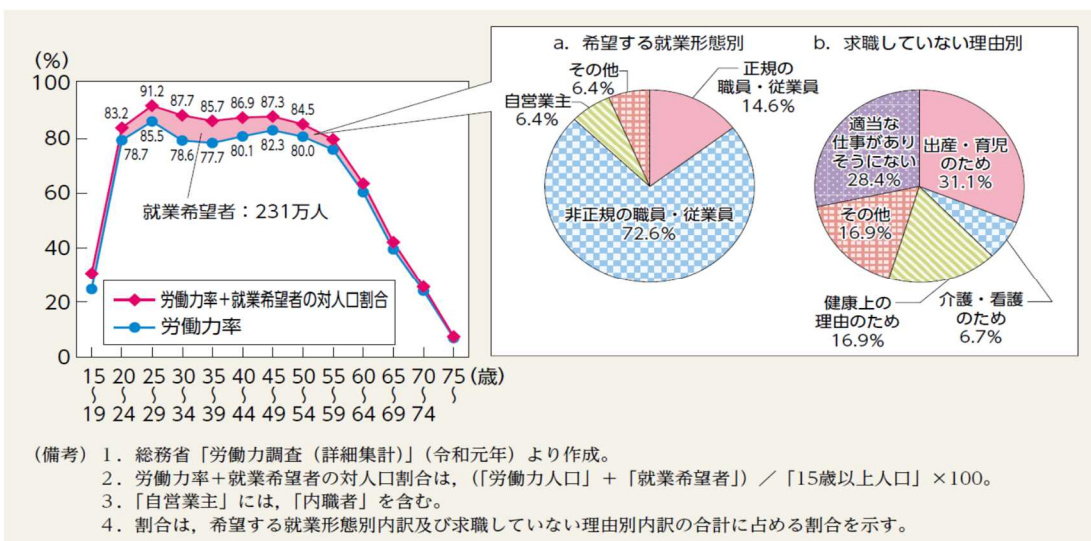 (%)
100
80
60
40
20
0
83.2
91.2
87.7
85.7
86.9
87.3
84.5
78.7
85.5
78.6
77.7
80.1
82.3
80.0
就業希望者：231万人
労働力率＋就業希望者の対人口割合
労働力率
15 20 25 30 35 40 45 50 55 60 65 70 75 (歳)
〜 〜 〜 〜 〜 〜 〜 〜 〜 〜 〜 〜 〜
19 24 29 34 39 44 49 54 59 64 69 74
a．希望する就業形態別
その他
6.4%
正規の
職員・従業員
14.6%
自営業主
6.4%
非正規の職員・従業員
72.6%
b．求職していない理由別
適当な
仕事があり
そうにない
28.4%
出産・育児
のため
31.1%
その他
16.9%
健康上の
理由のため
16.9%
介護・看護
のため
6.7%
（備考）１．総務省「労働力調査（詳細集計）」（令和元年）より作成。
２．労働力率＋就業希望者の対人口割合は，（「労働力人口」＋「就業希望者」）／「15歳以上人口」×100。
３．「自営業主」には，「内職者」を含む。
４．割合は，希望する就業形態別内訳及び求職していない理由別内訳の合計に占める割合を示す。